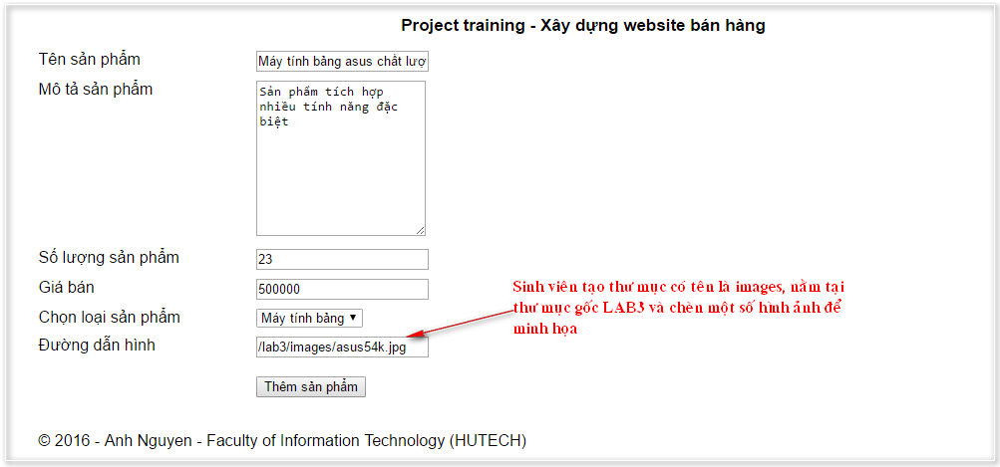 Project training - Xây dựng website bán hàng
Tên sản phẩm
Máy tính bảng asus chất lượ
Mô tả sản phẩm
Sản phẩm tích hợp
nhiều tính năng đặc
biệt
Số lượng sản phẩm
23
Giá bán
500000
Chọn loại sản phẩm
Máy tính bảng
Đường dẫn hình
/lab3/images/asus54k.jpg
Sinh viên tạo thư mục có tên là images, nằm tại
thư mục gốc LAB3 và chèn một số hình ảnh để
minh họa
Thêm sản phẩm
© 2016 - Anh Nguyen - Faculty of Information Technology (HUTECH)